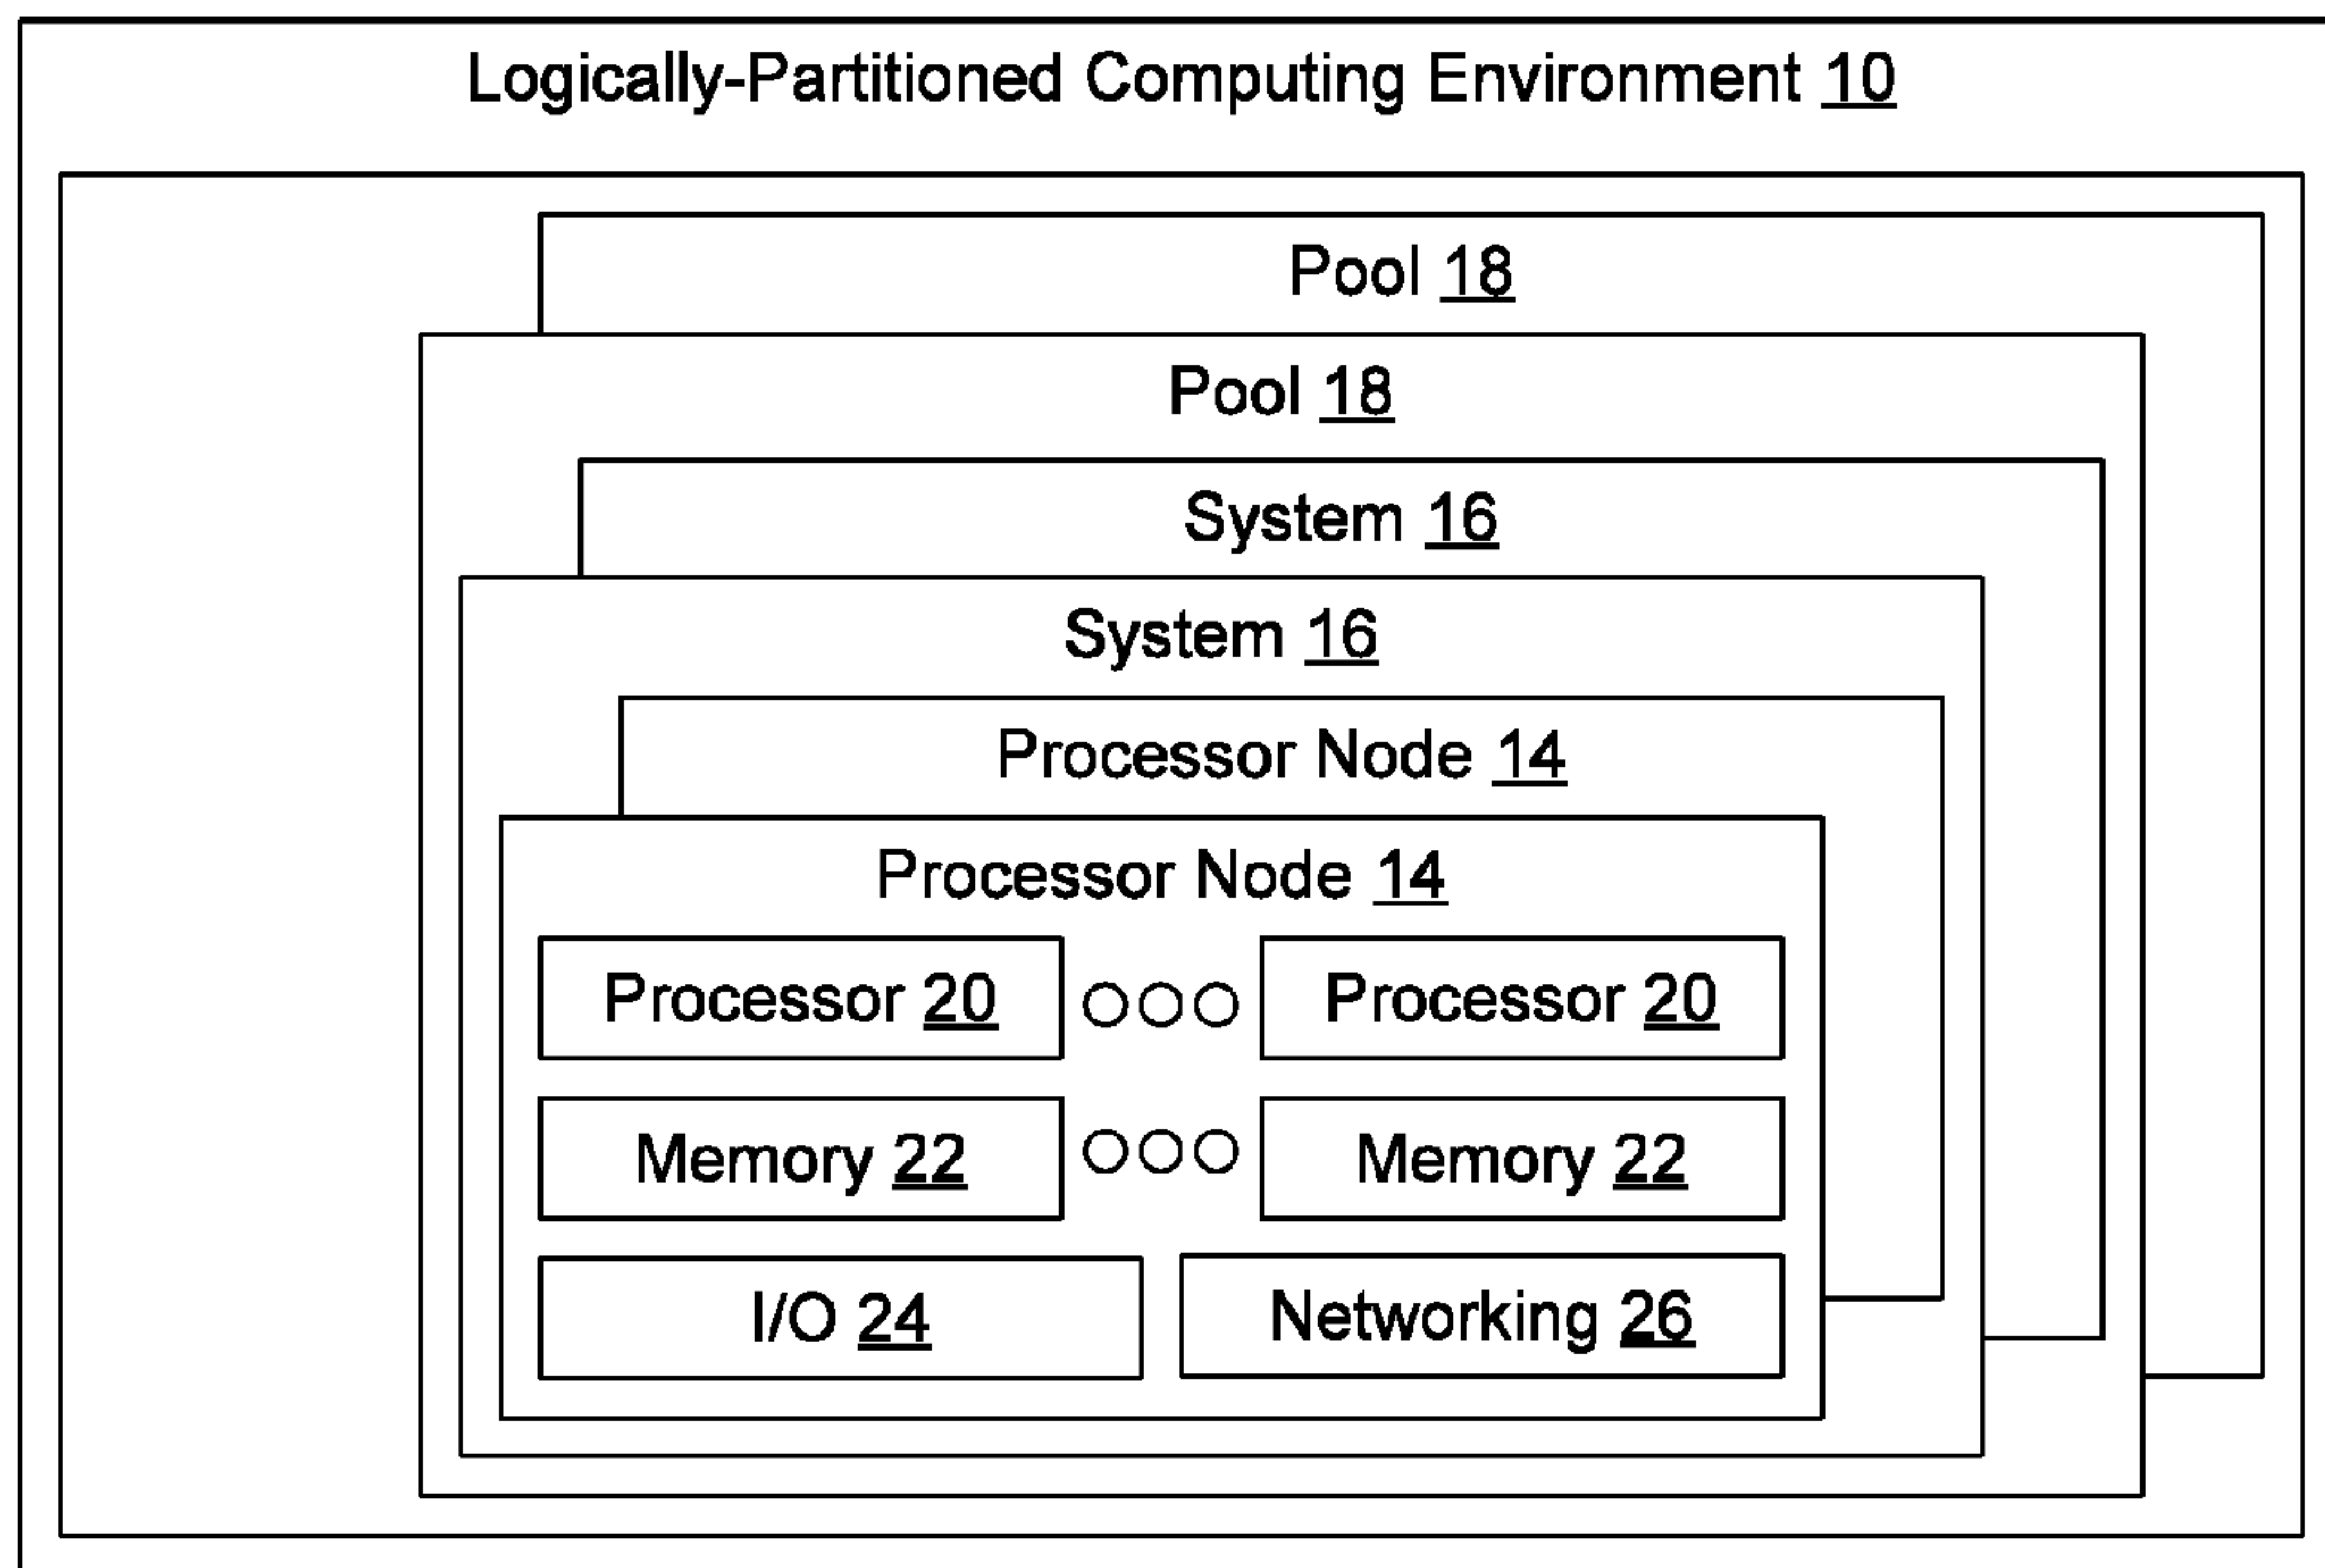 Logically-Partitioned Computing Environment 10
Pool 18
Pool 18
System 16
System 16
Processor Node 14
Processor Node 14
Processor 20 Processor 20
Memory 22 Memory 22
I/O 24 Networking 26